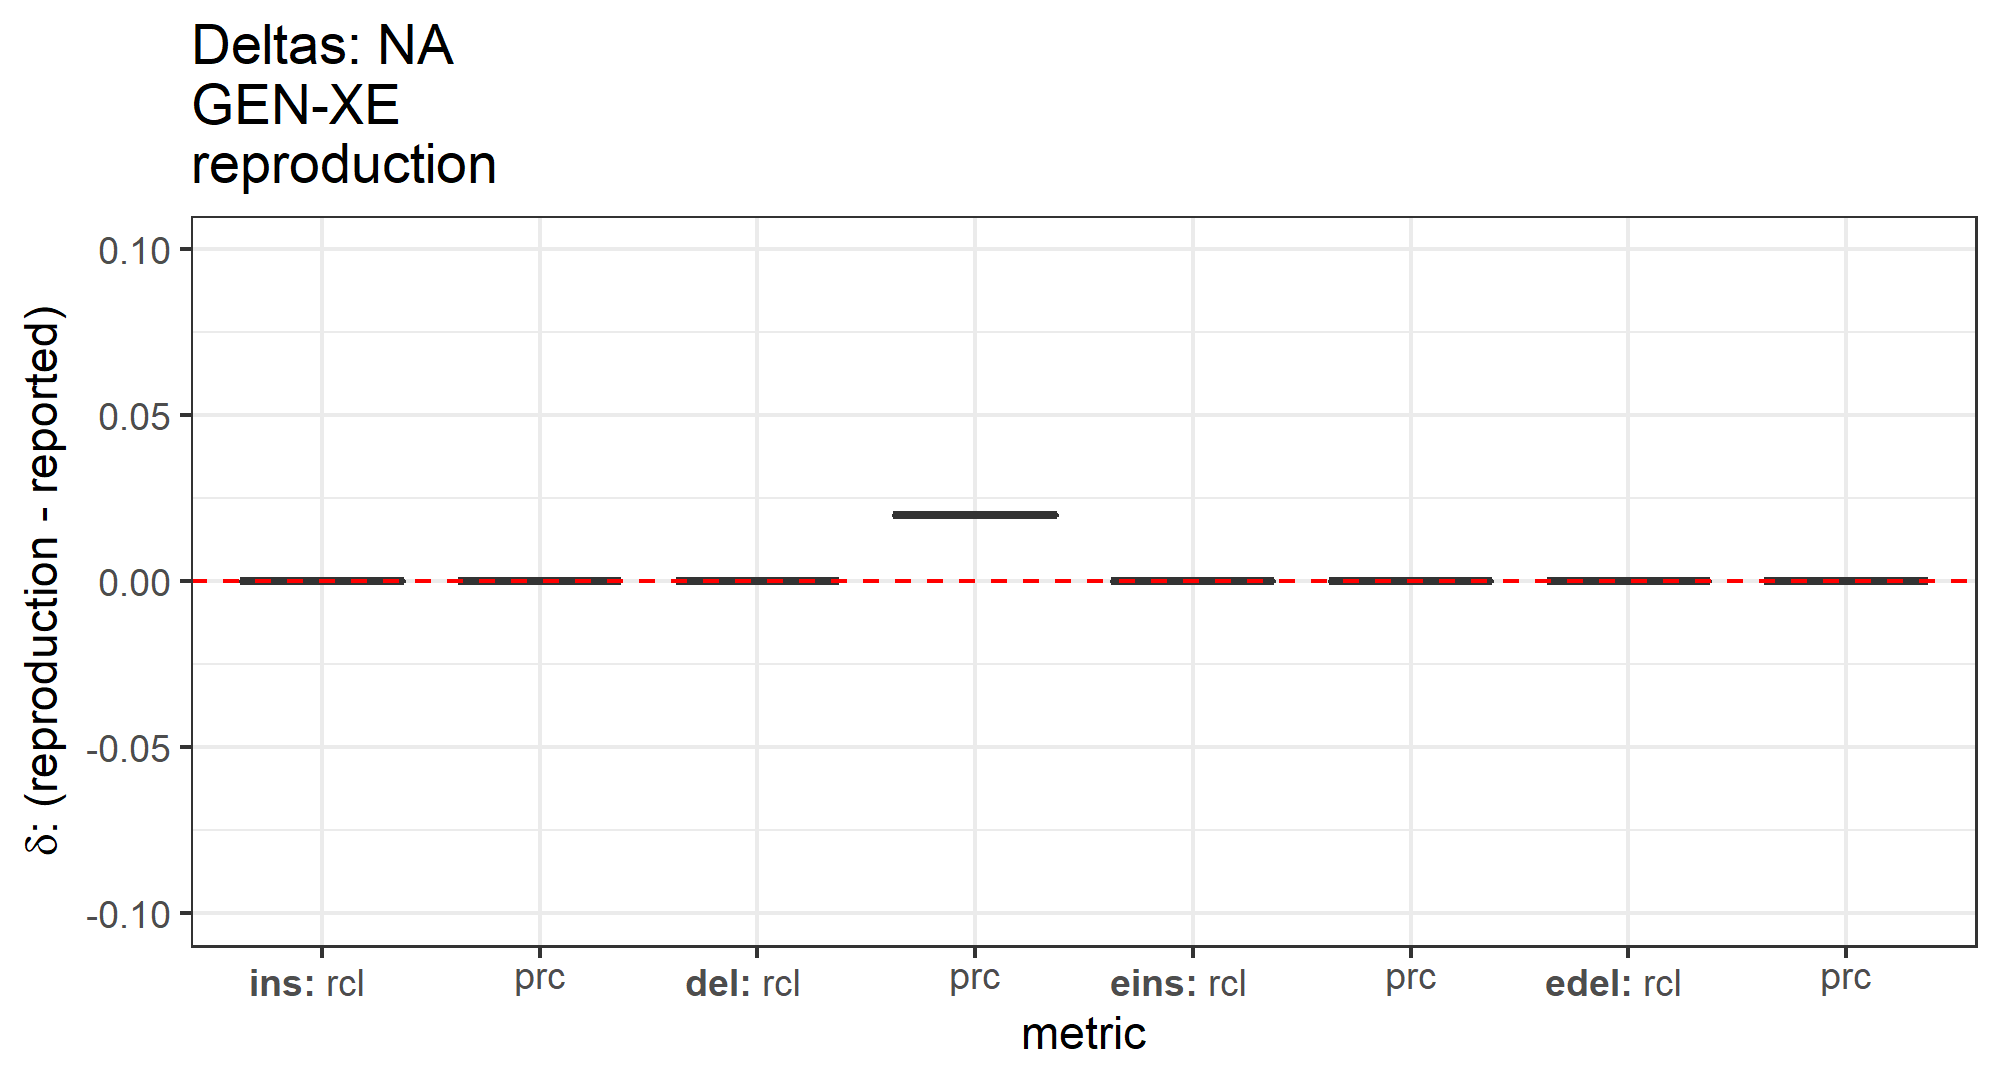 Deltas: NA
GEN-XE
reproduction
δ: (reproduction - reported)
0.10
0.05
0.00
-0.05
-0.10
ins: rcl prc del: rcl prc eins: rcl prc edel: rcl prc
metric